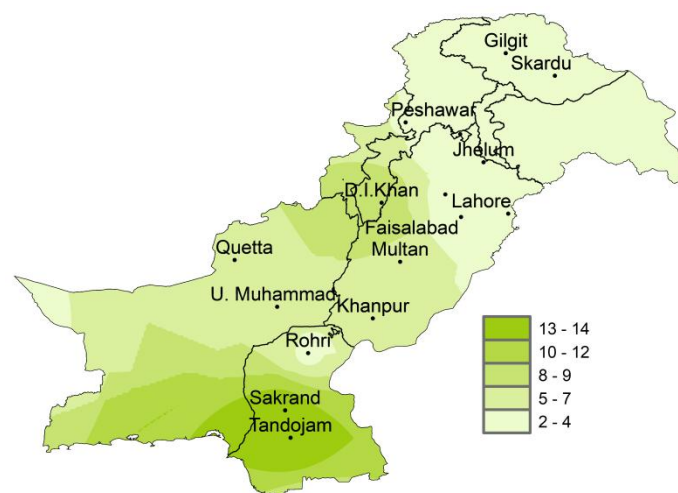 Gilgit
Skardu
Peshawar
Jhelum
D.I.Khan
Lahore
Faisalabad
Multan
Quetta
U. Muhammad
Khanpur
Rohri
Sakrand
Tandojam
13 - 14
10 - 12
8 - 9
5 - 7
2 - 4